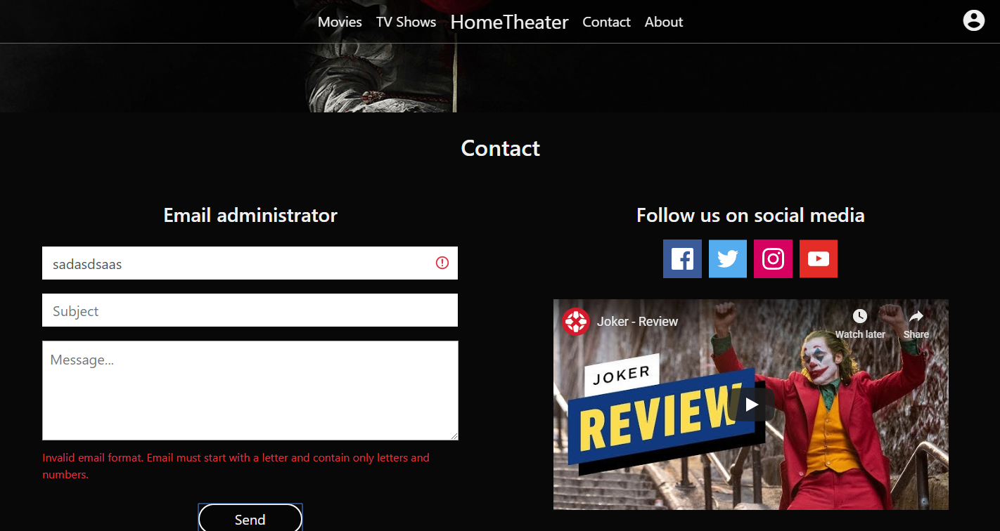 Movies TV Shows HomeTheater Contact About
Contact
Email administrator
sadasdsaas
Subject
Message...
Invalid email format. Email must start with a letter and contain only letters and
numbers.
Send
Follow us on social media
Joker - Review
Watch later Share
JOKER
REVIEW